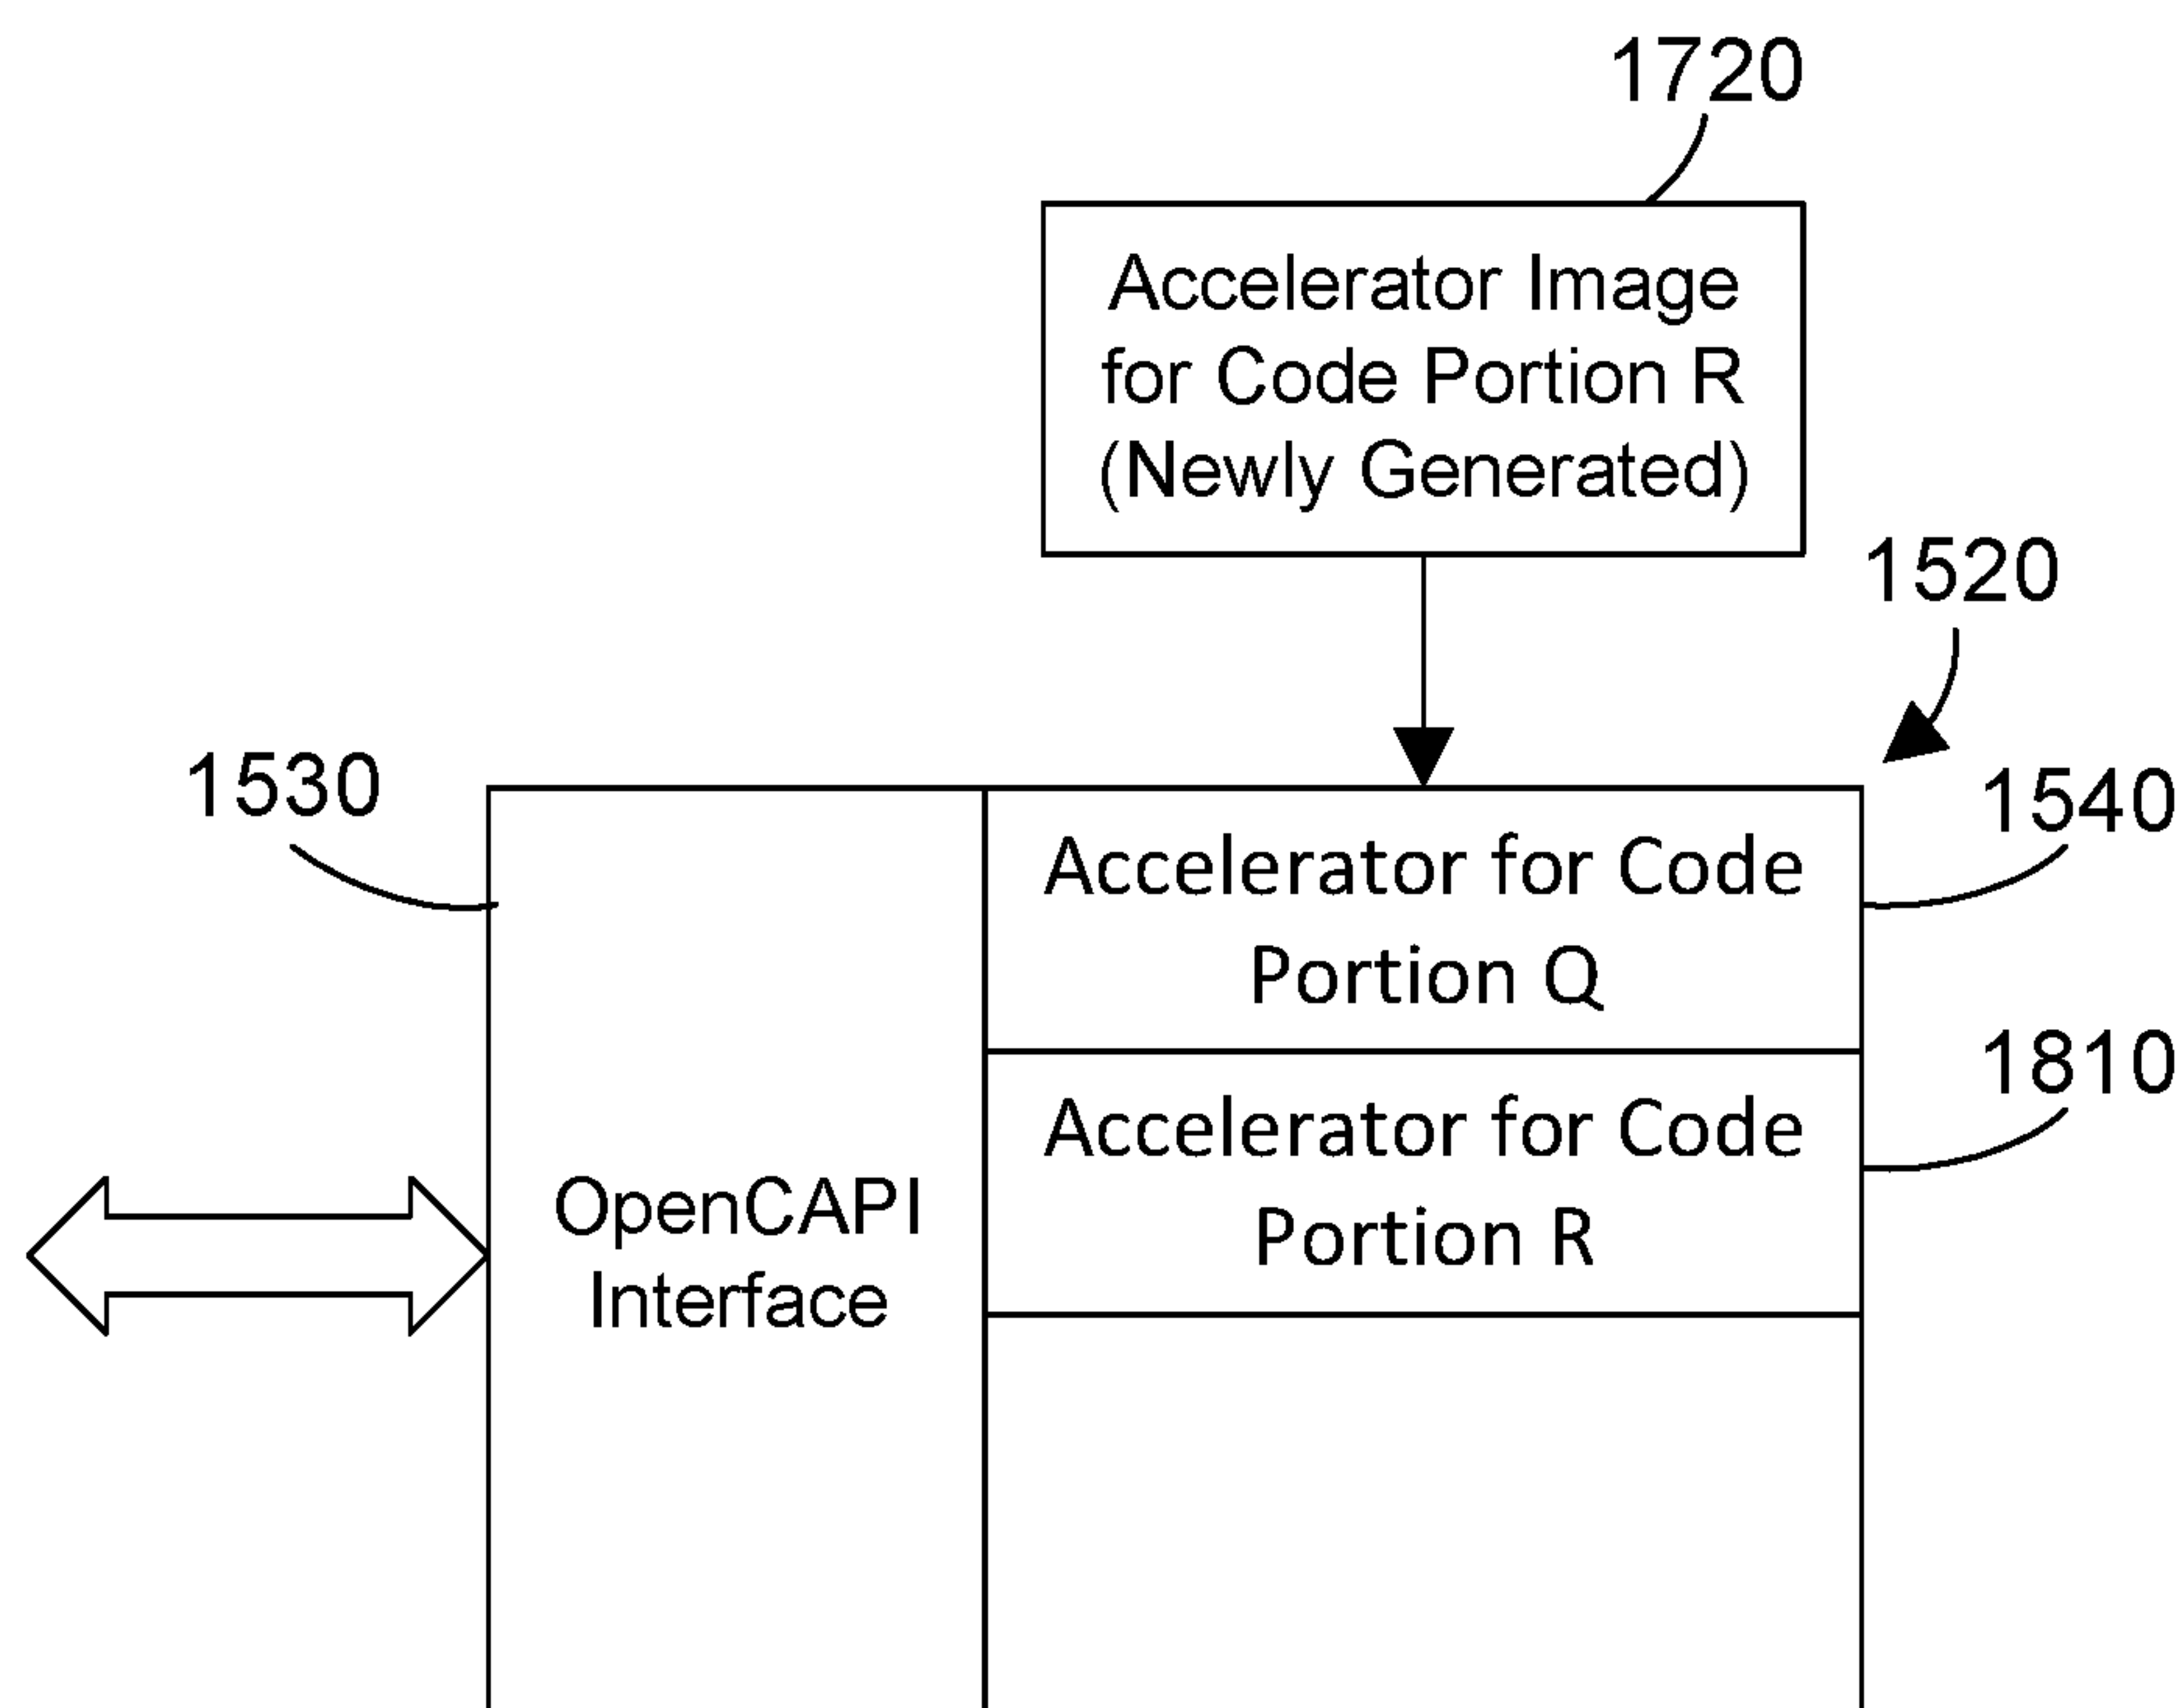 1720
Accelerator Image
for Code Portion R
(Newly Generated)
1520
1530
1540
Accelerator for Code
Portion Q
1810
Accelerator for Code
Portion R
OpenCAPI
Interface